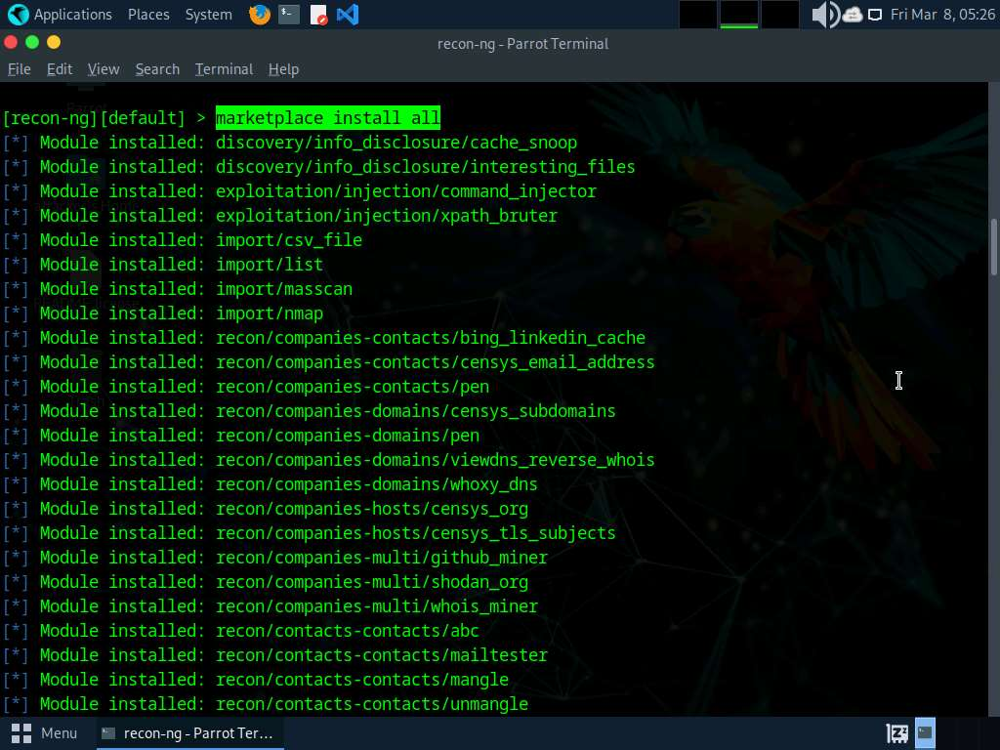 Applications Places System Fri Mar 8, 05:26
recon-ng - Parrot Terminal
File Edit View Search Terminal Help
[recon-ng][default] > marketplace install all
[*] Module installed: discovery/info_disclosure/cache_snoop
[*] Module installed: discovery/info_disclosure/interesting_files
[*] Module installed: exploitation/injection/command_injector
[*] Module installed: exploitation/injection/xpath_bruter
[*] Module installed: import/csv_file
[*] Module installed: import/list
[*] Module installed: import/masscan
[*] Module installed: import/nmap
[*] Module installed: recon/companies-contacts/bing_linkedin_cache
[*] Module installed: recon/companies-contacts/censys_email_address
[*] Module installed: recon/companies-contacts/pen
[*] Module installed: recon/companies-domains/censys_subdomains
[*] Module installed: recon/companies-domains/pen
[*] Module installed: recon/companies-domains/viewdns_reverse_whois
[*] Module installed: recon/companies-domains/whoxy_dns
[*] Module installed: recon/companies-hosts/censys_org
[*] Module installed: recon/companies-hosts/censys_tls_subjects
[*] Module installed: recon/companies-multi/github_miner
[*] Module installed: recon/companies-multi/shodan_org
[*] Module installed: recon/companies-multi/whois_miner
[*] Module installed: recon/contacts-contacts/abc
[*] Module installed: recon/contacts-contacts/mailtester
[*] Module installed: recon/contacts-contacts/mangle
[*] Module installed: recon/contacts-contacts/unmangle
Menu recon-ng - Parrot Ter...